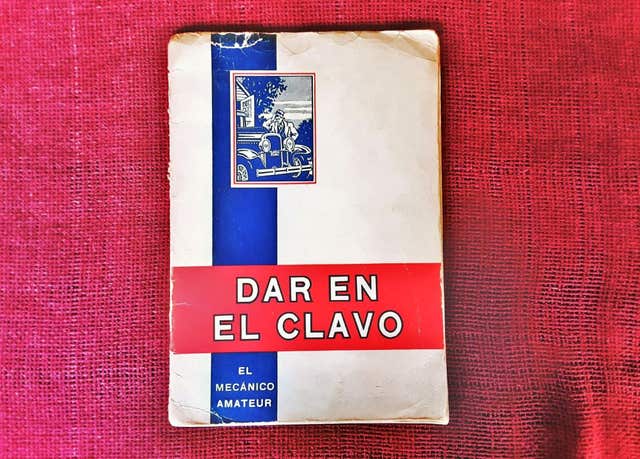 DAR EN
EL CLAVO
EL
MECÁNICO
AMATEUR